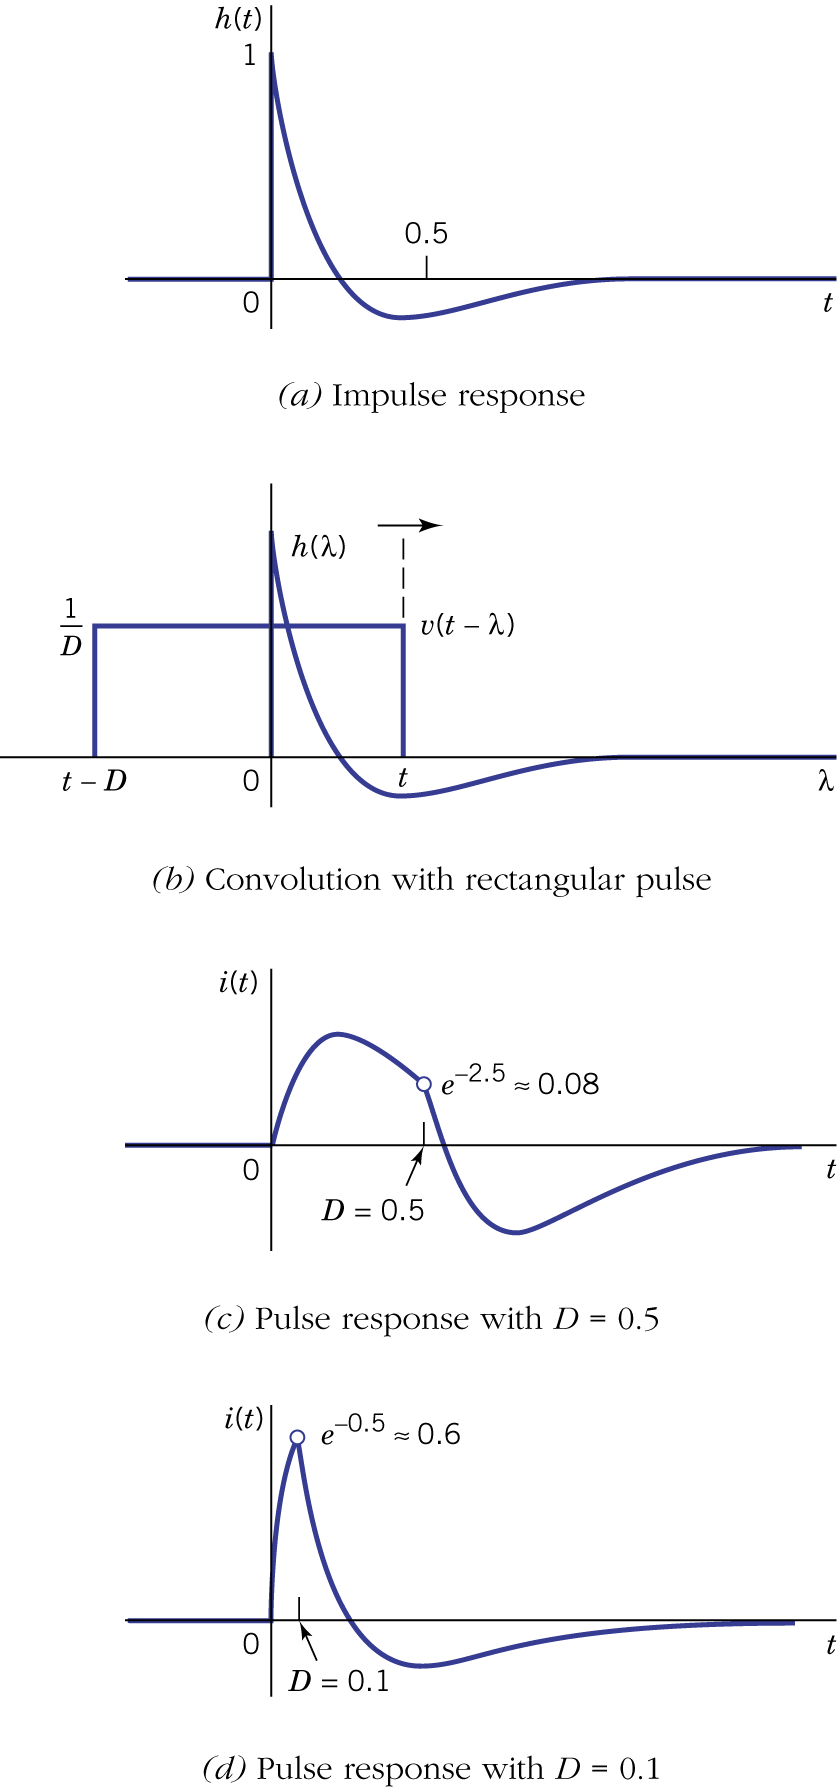 h(t)
1
0.5
0
t
(a) Impulse response
h(λ)
1
D
v(t – λ)
t – D
0
t
λ
(b) Convolution with rectangular pulse
i(t)
e–2.5 ≈ 0.08
0
t
D = 0.5
(c) Pulse response with D = 0.5
i(t)
e–0.5 ≈ 0.6
0
t
D = 0.1
(d) Pulse response with D = 0.1